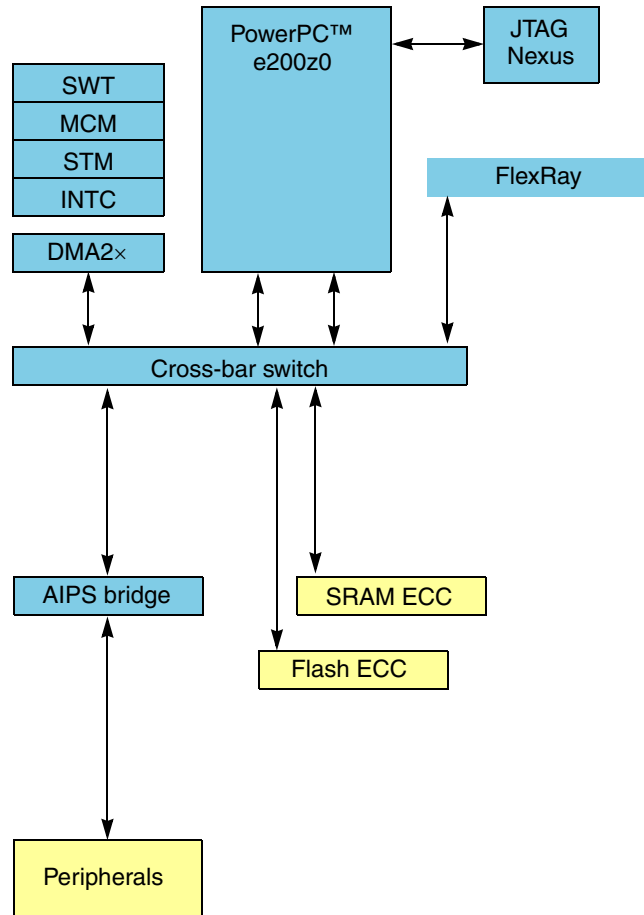 PowerPC™
e200z0
JTAG
Nexus
SWT
MCM
STM
INTC
DMA2×
FlexRay
Cross-bar switch
AIPS bridge
SRAM ECC
Flash ECC
Peripherals